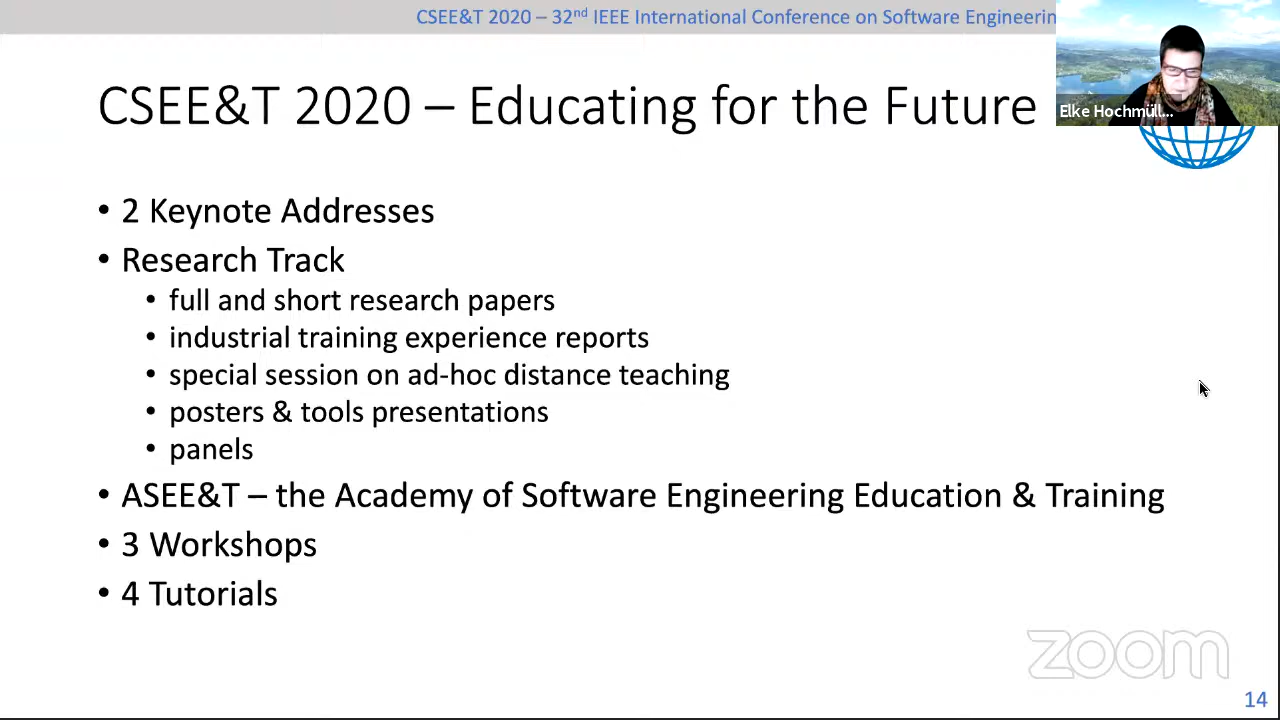 CSEE&T 2020 – 32nd IEEE International Conference on Software Engineerin
CSEE&T 2020 – Educating for the Future
Elke Hochmüll...
• 2 Keynote Addresses
• Research Track
• full and short research papers
• industrial training experience reports
• special session on ad-hoc distance teaching
• posters & tools presentations
• panels
• ASEE&T – the Academy of Software Engineering Education & Training
• 3 Workshops
• 4 Tutorials
zoom
14